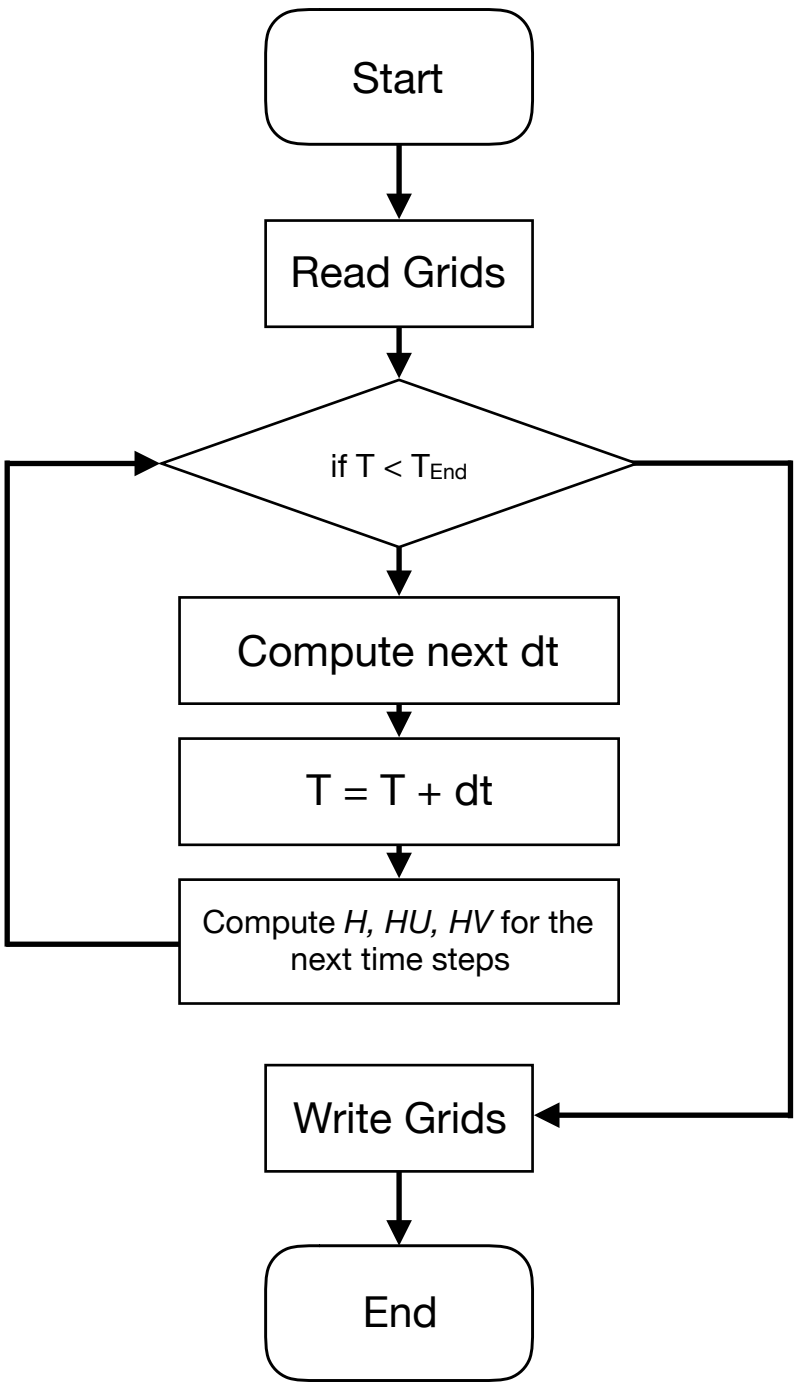 Start
Read Grids
if T < T_End
Compute next dt
T = T + dt
Compute H, HU, HV for the
next time steps
Write Grids
End